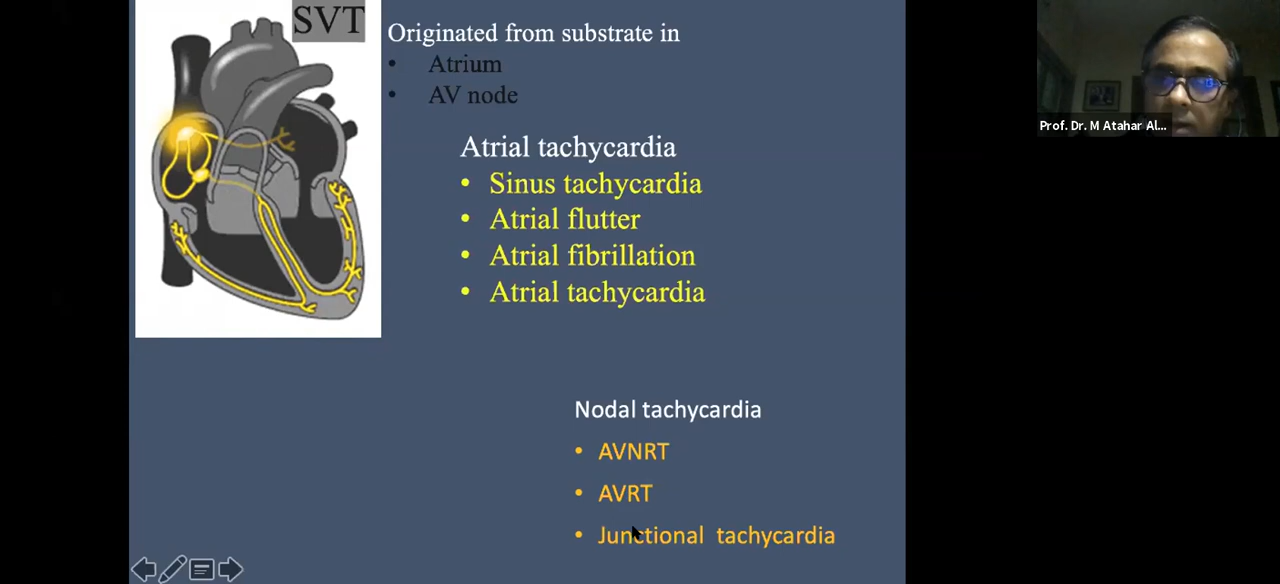 SVT
Originated from substrate in
• Atrium
• AV node
Atrial tachycardia
• Sinus tachycardia
• Atrial flutter
• Atrial fibrillation
• Atrial tachycardia
Nodal tachycardia
• AVNRT
• AVRT
• Junctional tachycardia
Prof. Dr. M Atahar Al...